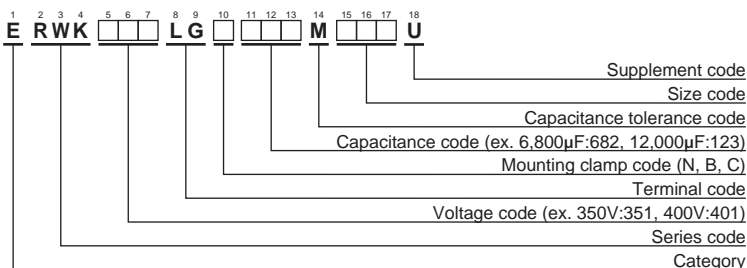 1 2 3 4 5 6 7 8 9 10 11 12 13 14 15 16 17 18
E RWK □□□ LG □ □□□ M □□□ U
Supplement code
Size code
Capacitance tolerance code
Capacitance code (ex. 6,800μF:682, 12,000μF:123)
Mounting clamp code (N, B, C)
Terminal code
Voltage code (ex. 350V:351, 400V:401)
Series code
Category